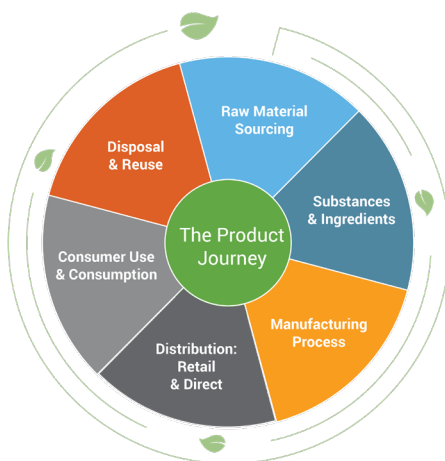 The Product
Journey
Raw Material
Sourcing
Substances
& Ingredients
Manufacturing
Process
Distribution:
Retail
& Direct
Consumer Use
& Consumption
Disposal
& Reuse